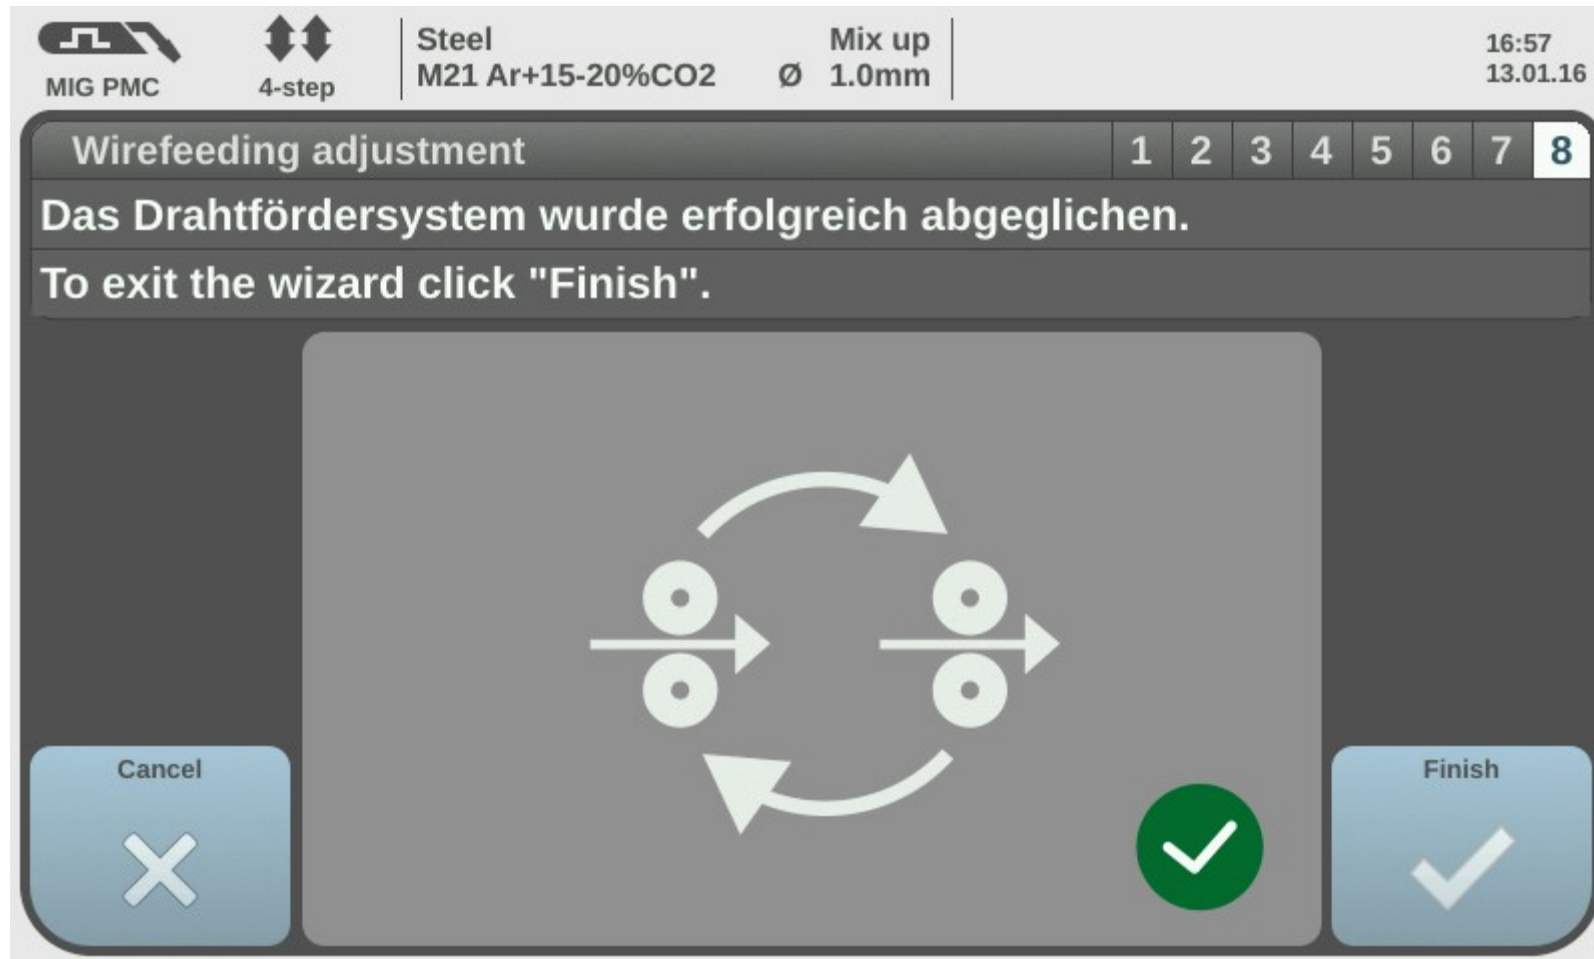 MIG PMC
4-step
Steel Mix up
M21 Ar+15-20%CO2 Ø 1.0mm
16:57
13.01.16
Wirefeeding adjustment 1 2 3 4 5 6 7 8
Das Drahtfördersystem wurde erfolgreich abgeglichen.
To exit the wizard click "Finish".
Cancel
Finish